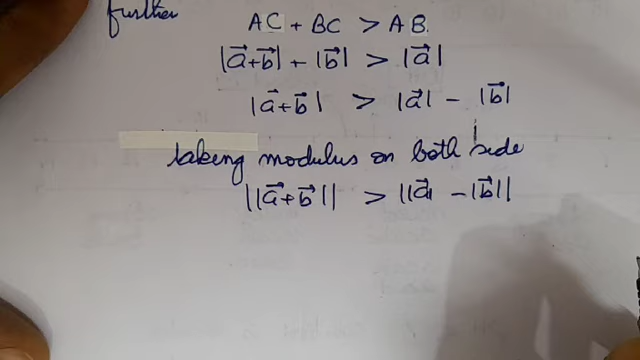 further
AC + BC > AB
|a⃗+b⃗| + |b⃗| > |a⃗|
|a⃗+b⃗| > |a⃗| - |b⃗|
taking modulus on both side
||a⃗+b⃗|| > ||a⃗| - |b⃗||